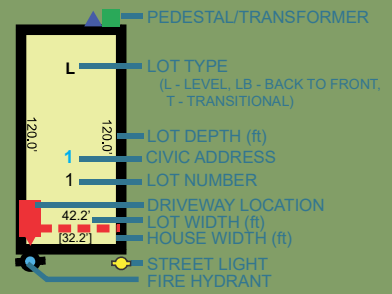 PEDESTAL/TRANSFORMER
L
LOT TYPE
(L - LEVEL, LB - BACK TO FRONT,
T - TRANSITIONAL)
120.0'
120.0'
LOT DEPTH (ft)
1
CIVIC ADDRESS
1
LOT NUMBER
DRIVEWAY LOCATION
42.2'
LOT WIDTH (ft)
[32.2']
HOUSE WIDTH (ft)
STREET LIGHT
FIRE HYDRANT